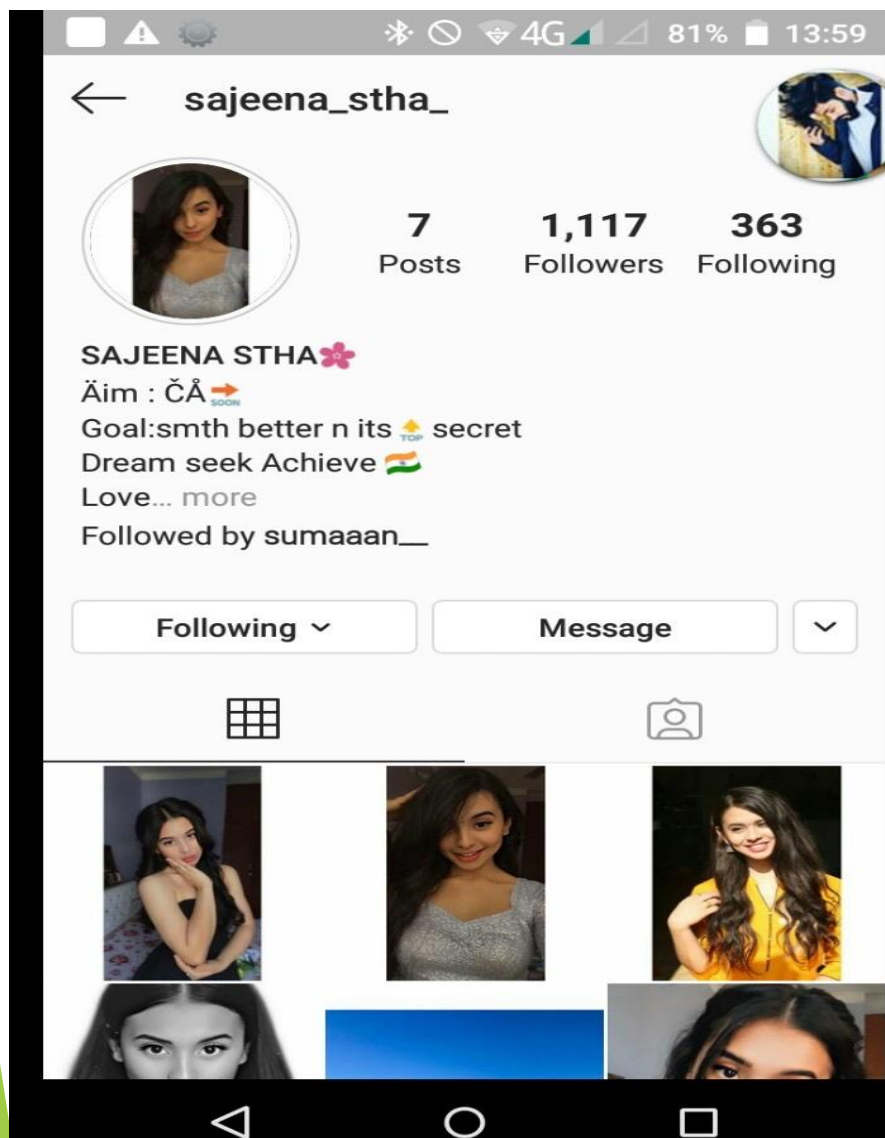 4G 81% 13:59
sajeena_stha_
7 1,117 363
Posts Followers Following
SAJEENA STHA🌸
Äim : ČÅ🔜
Goal:smth better n its 🔝 secret
Dream seek Achieve 🇮🇳
Love... more
Followed by sumaaan__
Following Message